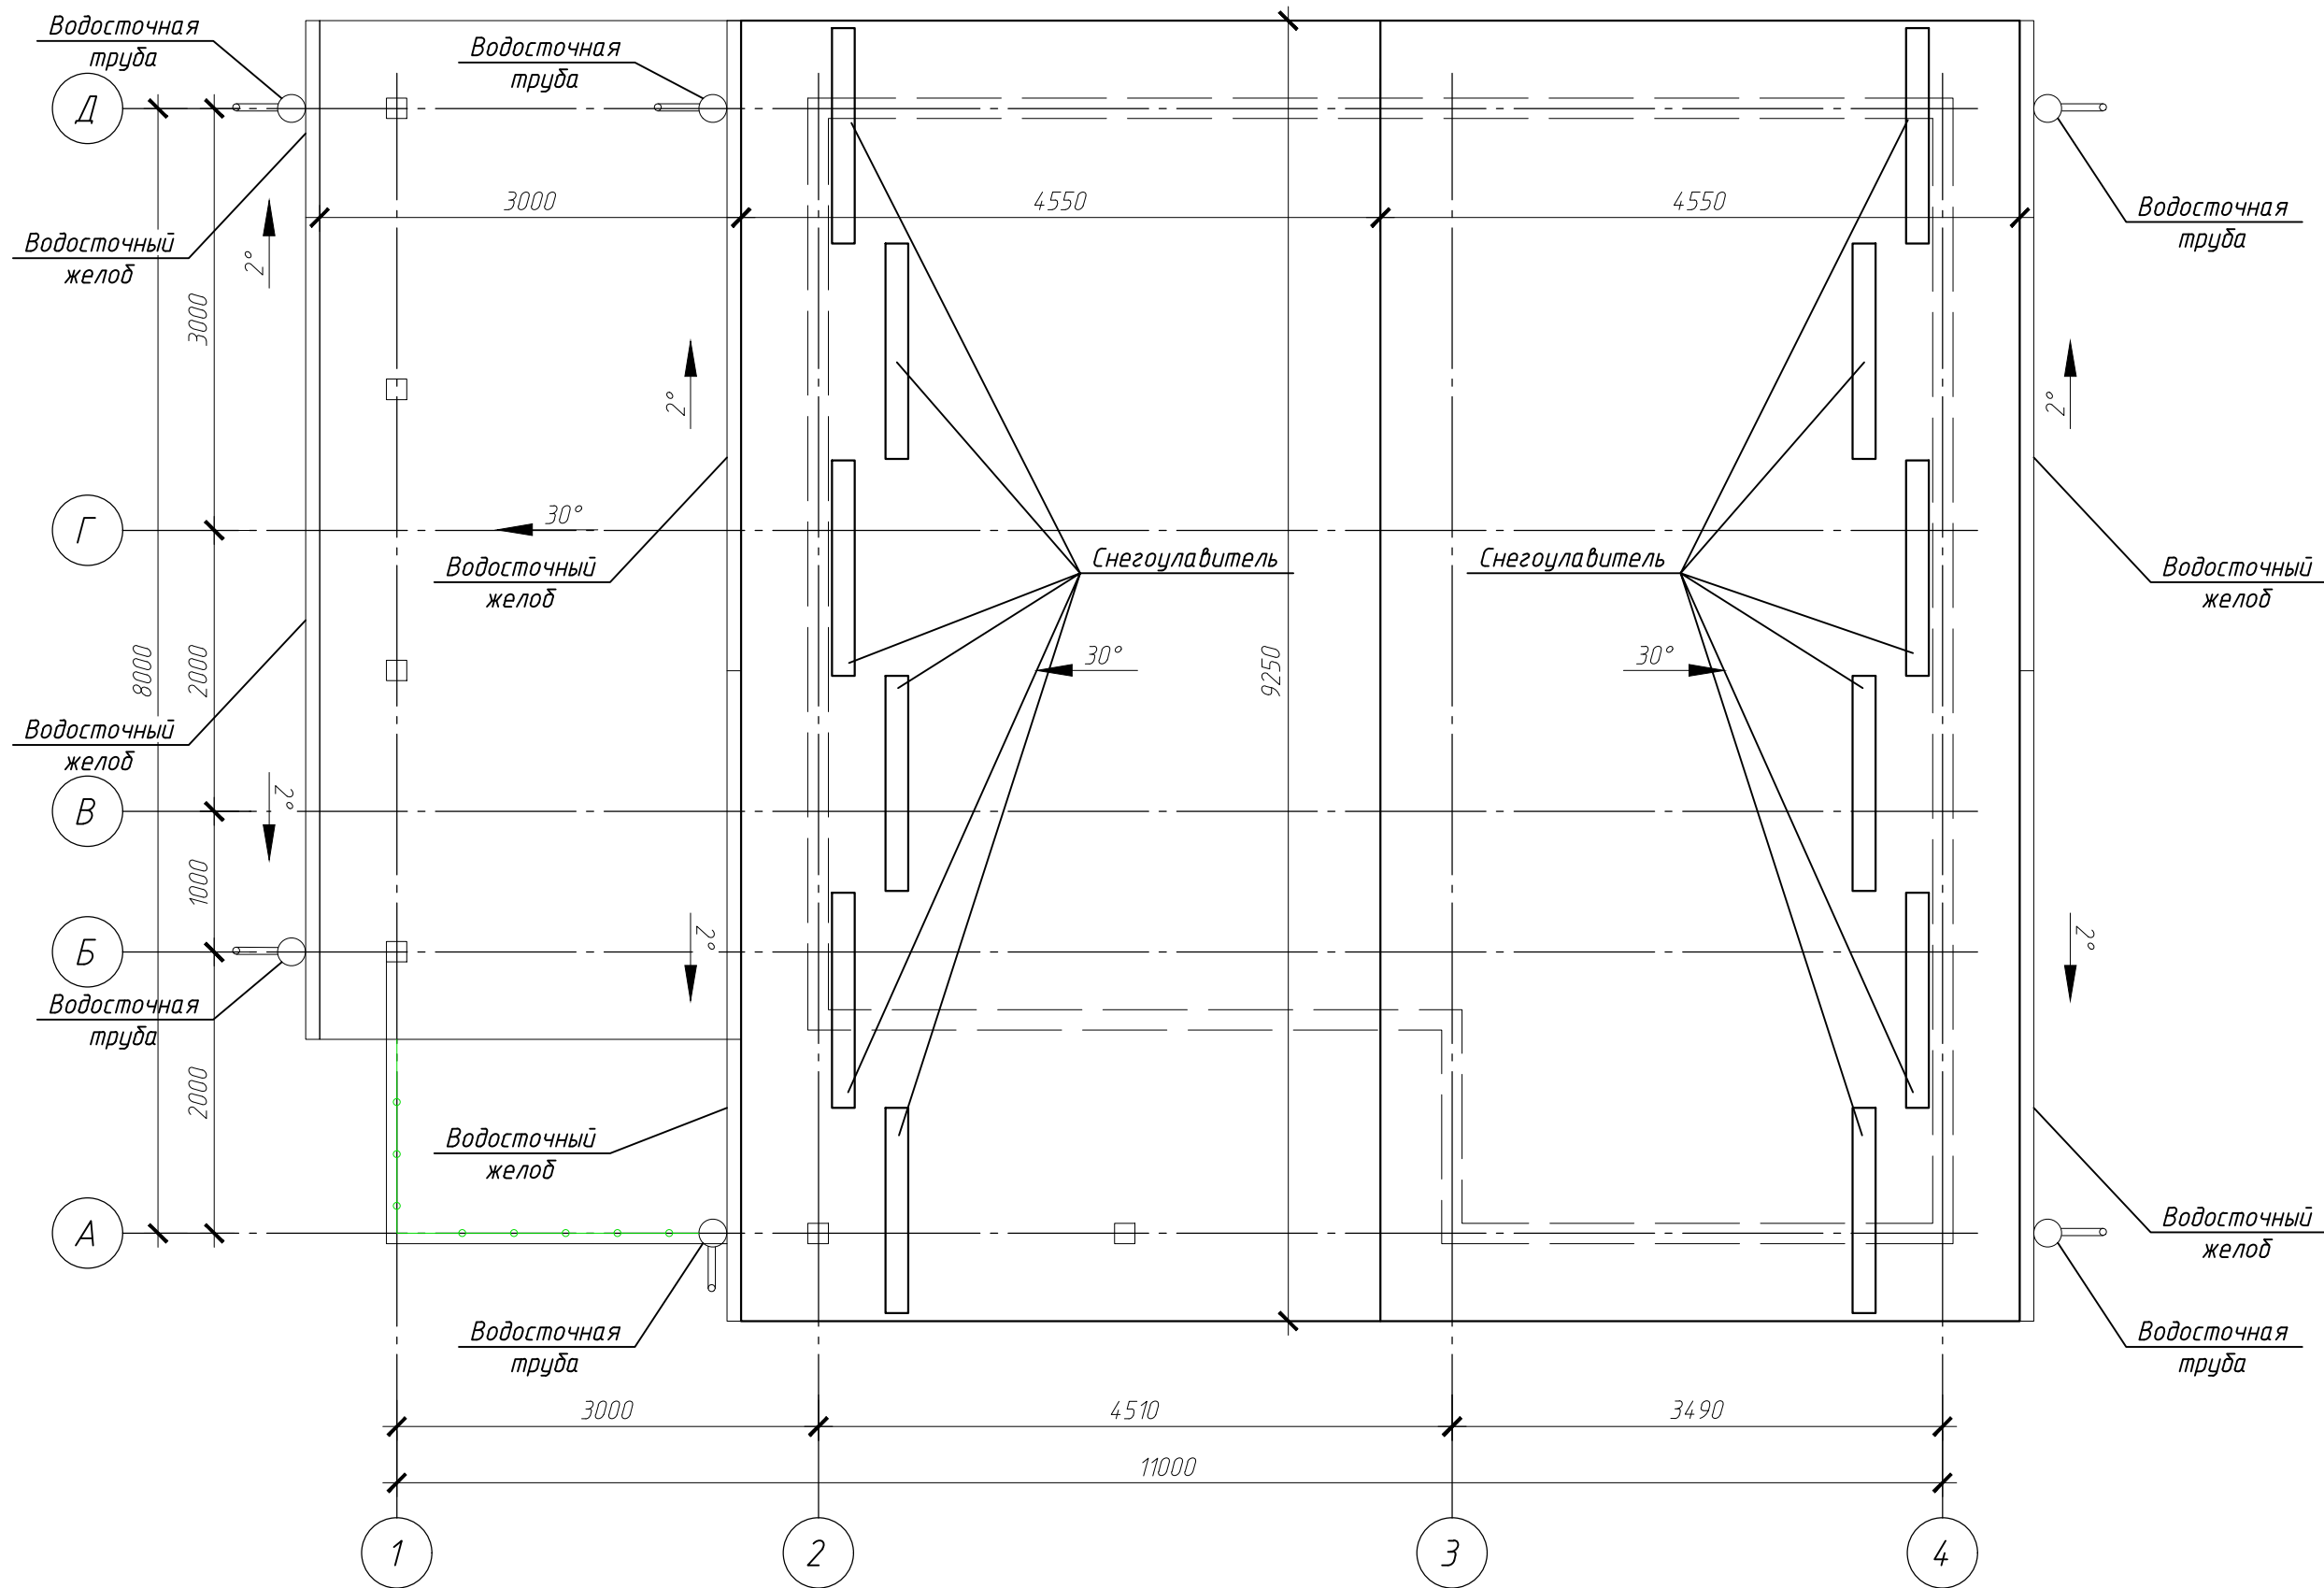 Водосточная
труба
Водосточная
труба
Д
3000
4550
4550
Водосточная
труба
Водосточный
желоб
2°
3000
2°
2°
Г
30°
Снегоулавитель
Снегоулавитель
Водосточный
желоб
Водосточный
желоб
8000
2000
30°
9250
30°
Водосточный
желоб
2°
В
1000
2°
2°
Б
Водосточная
труба
2000
Водосточный
желоб
Водосточный
желоб
А
Водосточная
труба
Водосточная
труба
3000
4510
3490
11000
1
2
3
4